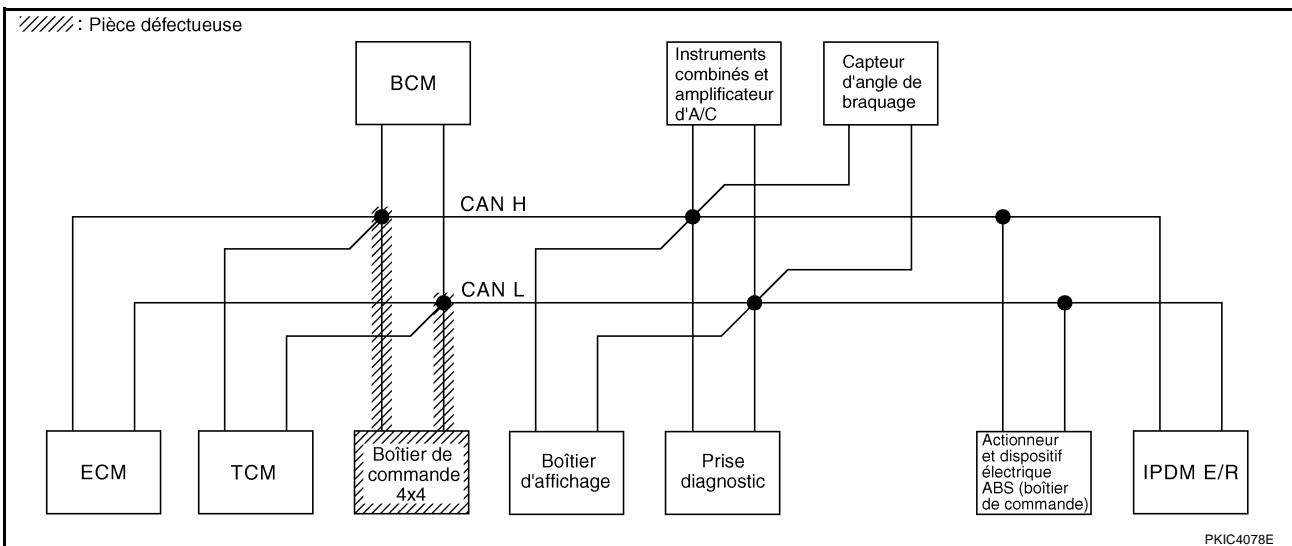 : Pièce défectueuse
BCM
Instruments
combinés et
amplificateur
d'A/C
Capteur
d'angle de
braquage
CAN H
CAN L
ECM
TCM
Boîtier de
commande
4x4
Boîtier
d'affichage
Prise
diagnostic
Actionneur
et dispositif
électrique
ABS (boîtier
de commande)
IPDM E/R
PKIC4078E